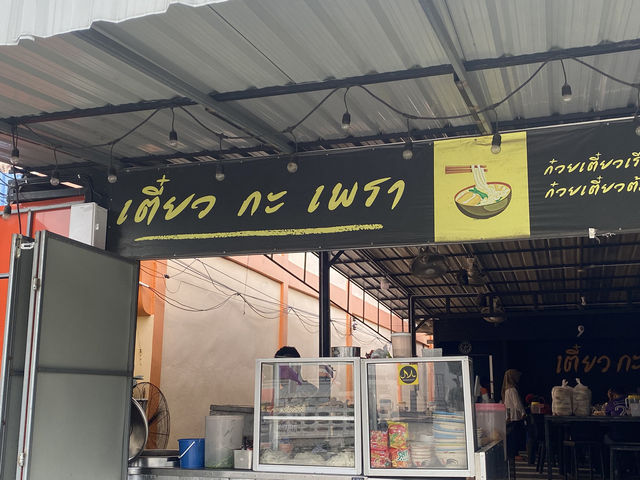 เตี๋ยว กะ เพรา
ก๋วยเตี๋ยวเรื
ก๋วยเตี๋ยวต้
เตี๋ยว กะ